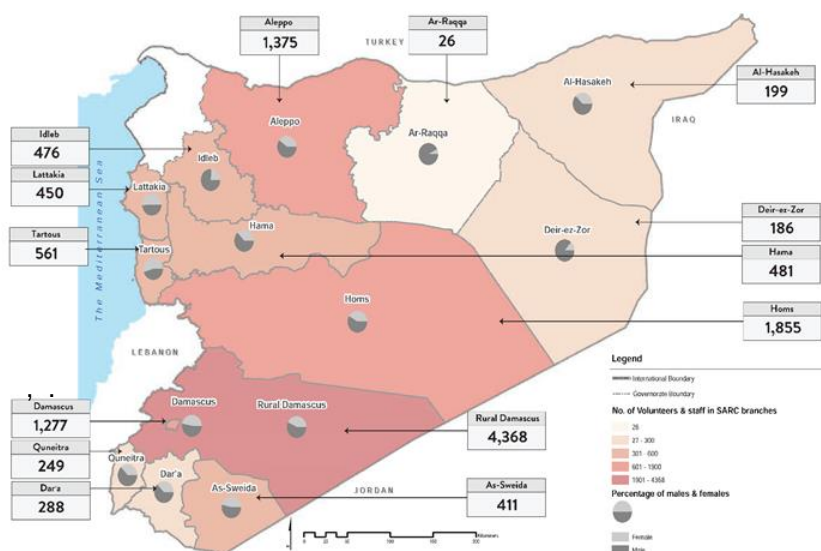 Aleppo
1,375
TURKEY
Ar-Raqqa
26
Al-Hasakeh
Al-Hasakeh
199
IRAQ
Idleb
476
Lattakia
450
Tartous
561
The Mediterranean Sea
Aleppo
Idleb
Ar-Raqqa
Lattakia
Hama
Tartous
Deir-ez-Zor
Deir-ez-Zor
186
Hama
481
Homs
Homs
1,855
LEBANON
Damascus
1,277
Quneitra
249
Dar'a
288
Damascus
Rural Damascus
Rural Damascus
4,368
Quneitra
Dar'a
As-Sweida
JORDAN
As-Sweida
411
Legend
International Boundary
Governorate Boundary
No. of Volunteers & staff in SARC branches
26
27 - 300
301 - 600
601 - 1900
1901 - 4368
Percentage of males & females
Female
Male